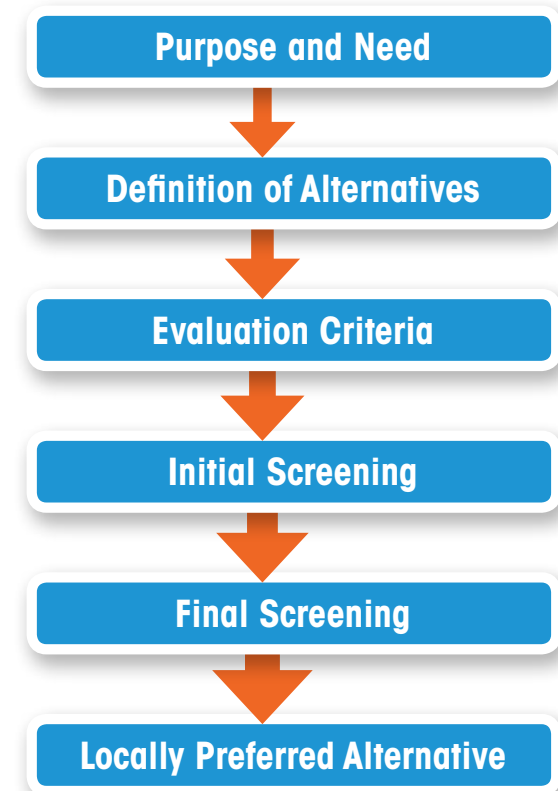 Purpose and Need
Definition of Alternatives
Evaluation Criteria
Initial Screening
Final Screening
Locally Preferred Alternative